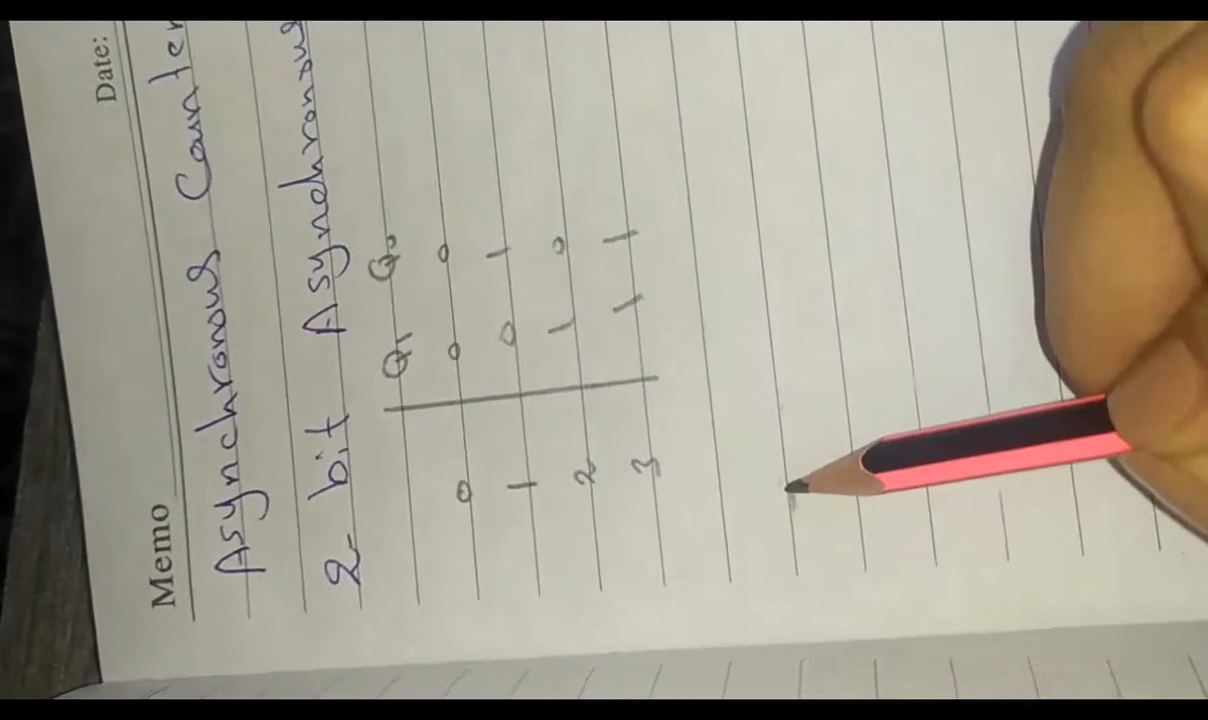 Memo Date:
Asynchronous Counter
2-bit Asynchronous
Q1 Q0
0 0 0
1 0 1
2 1 0
3 1 1